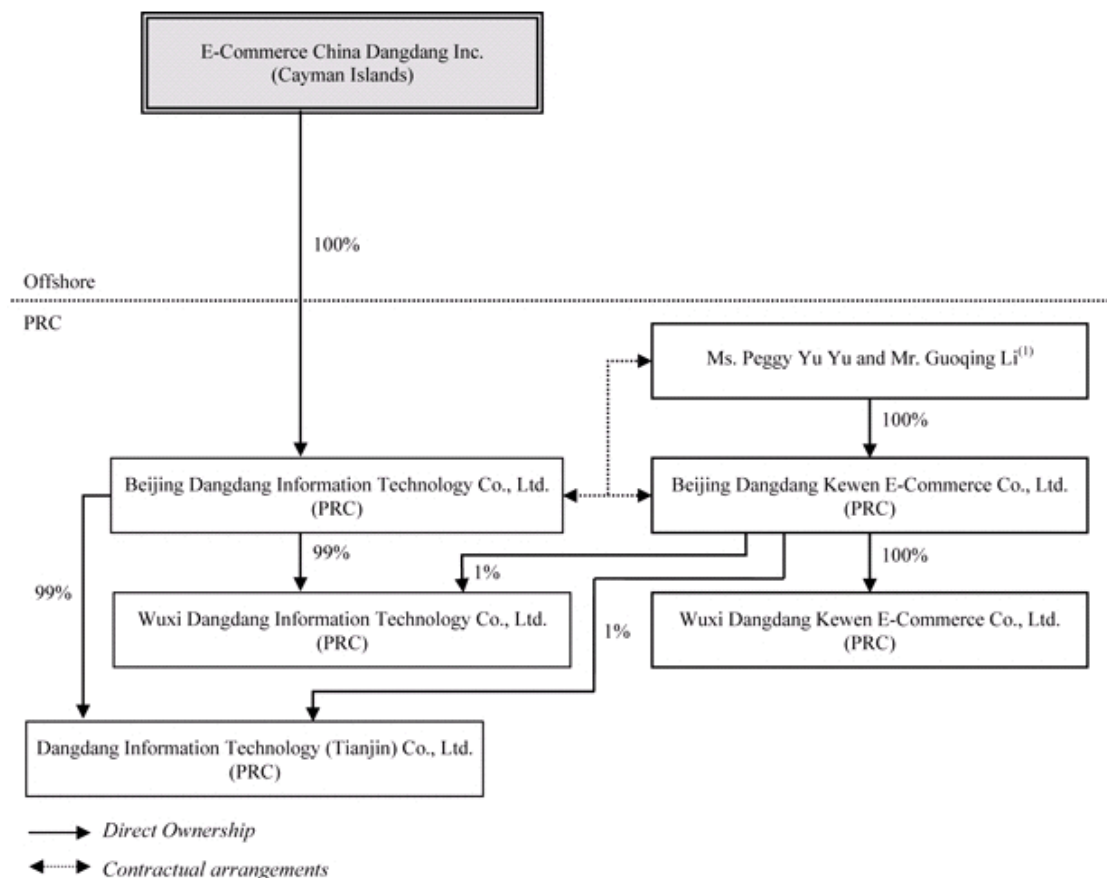 E-Commerce China Dangdang Inc.
(Cayman Islands)
100%
Offshore
PRC
Ms. Peggy Yu Yu and Mr. Guoqing Li(1)
100%
Beijing Dangdang Information Technology Co., Ltd.
(PRC)
Beijing Dangdang Kewen E-Commerce Co., Ltd.
(PRC)
99%
99%
1%
100%
Wuxi Dangdang Information Technology Co., Ltd.
(PRC)
1%
Wuxi Dangdang Kewen E-Commerce Co., Ltd.
(PRC)
Dangdang Information Technology (Tianjin) Co., Ltd.
(PRC)
Direct Ownership
Contractual arrangements